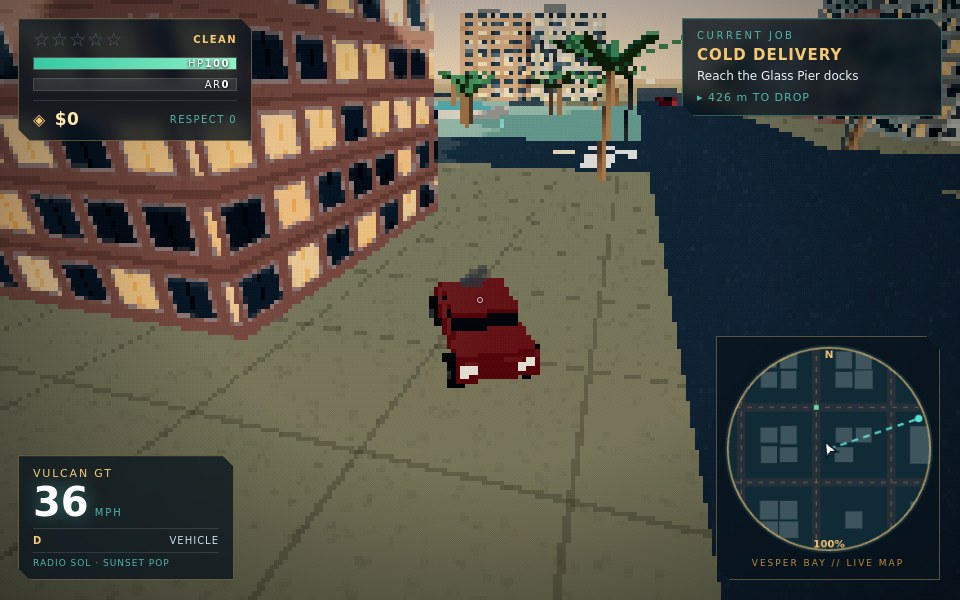 ☆☆☆☆☆ CLEAN
HP100
AR0
◈ $0 RESPECT 0
CURRENT JOB
COLD DELIVERY
Reach the Glass Pier docks
▸ 426 m TO DROP
VULCAN GT
36 MPH
D VEHICLE
RADIO SOL · SUNSET POP
N
100%
VESPER BAY // LIVE MAP